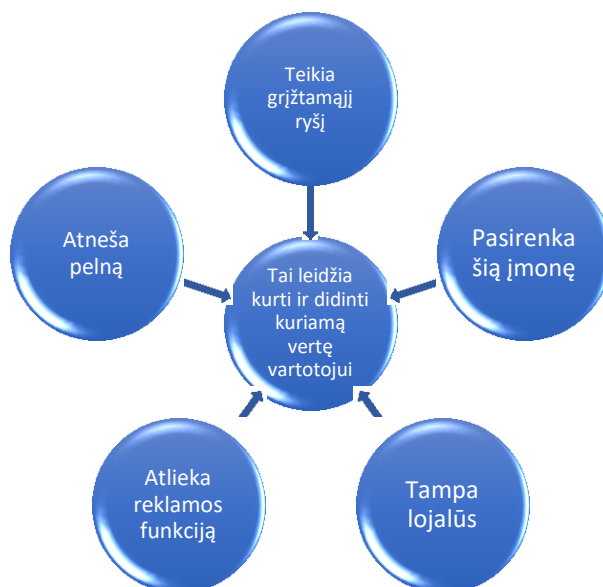 Teikia
grįžtamąjį
ryšį
Atneša
pelną
Pasirenka
šią įmonę
Tai leidžia
kurti ir didinti
kuriamą
vertę
vartotojui
Atlieka
reklamos
funkciją
Tampa
lojalūs